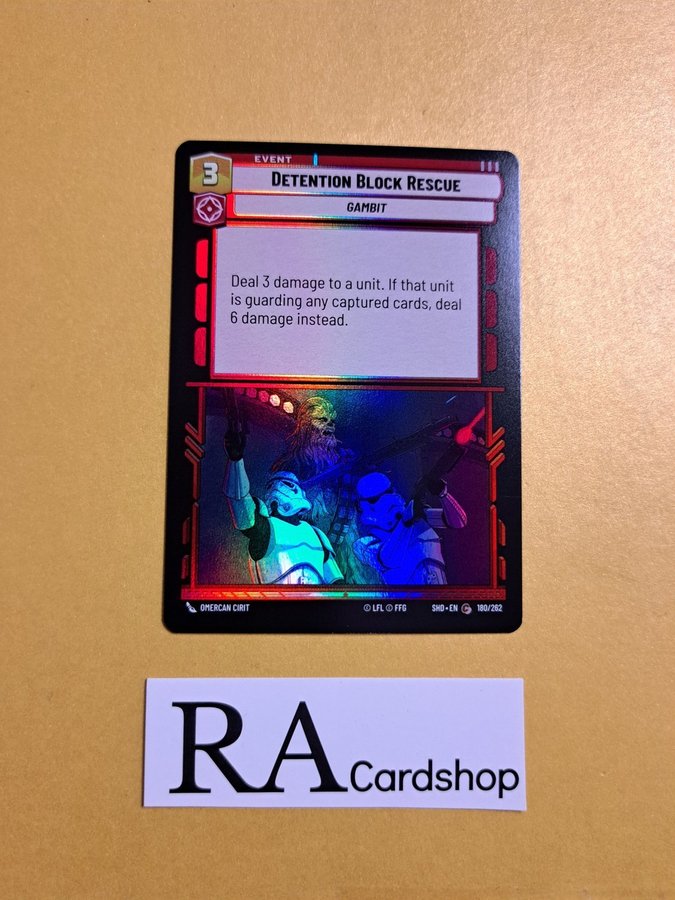 EVENT
3
DETENTION BLOCK RESCUE
GAMBIT
Deal 3 damage to a unit. If that unit
is guarding any captured cards, deal
6 damage instead.
OMERCAN CIRIT
© LFL © FFG
SHD • EN C 180/262
RA Cardshop